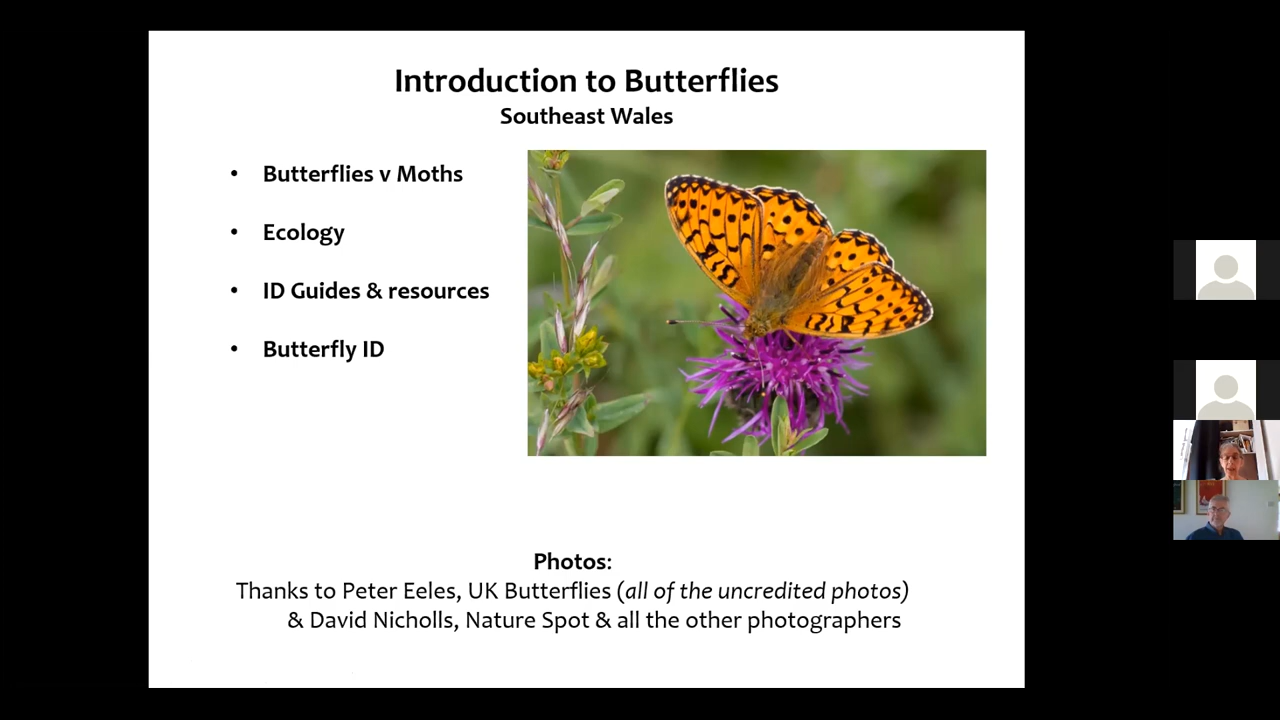 Introduction to Butterflies
Southeast Wales
• Butterflies v Moths
• Ecology
• ID Guides & resources
• Butterfly ID
Photos:
Thanks to Peter Eeles, UK Butterflies (all of the uncredited photos)
& David Nicholls, Nature Spot & all the other photographers